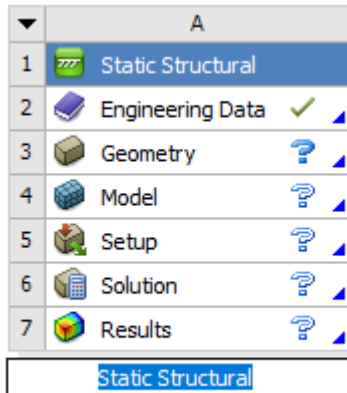 A
1 Static Structural
2 Engineering Data
3 Geometry
4 Model
5 Setup
6 Solution
7 Results
Static Structural